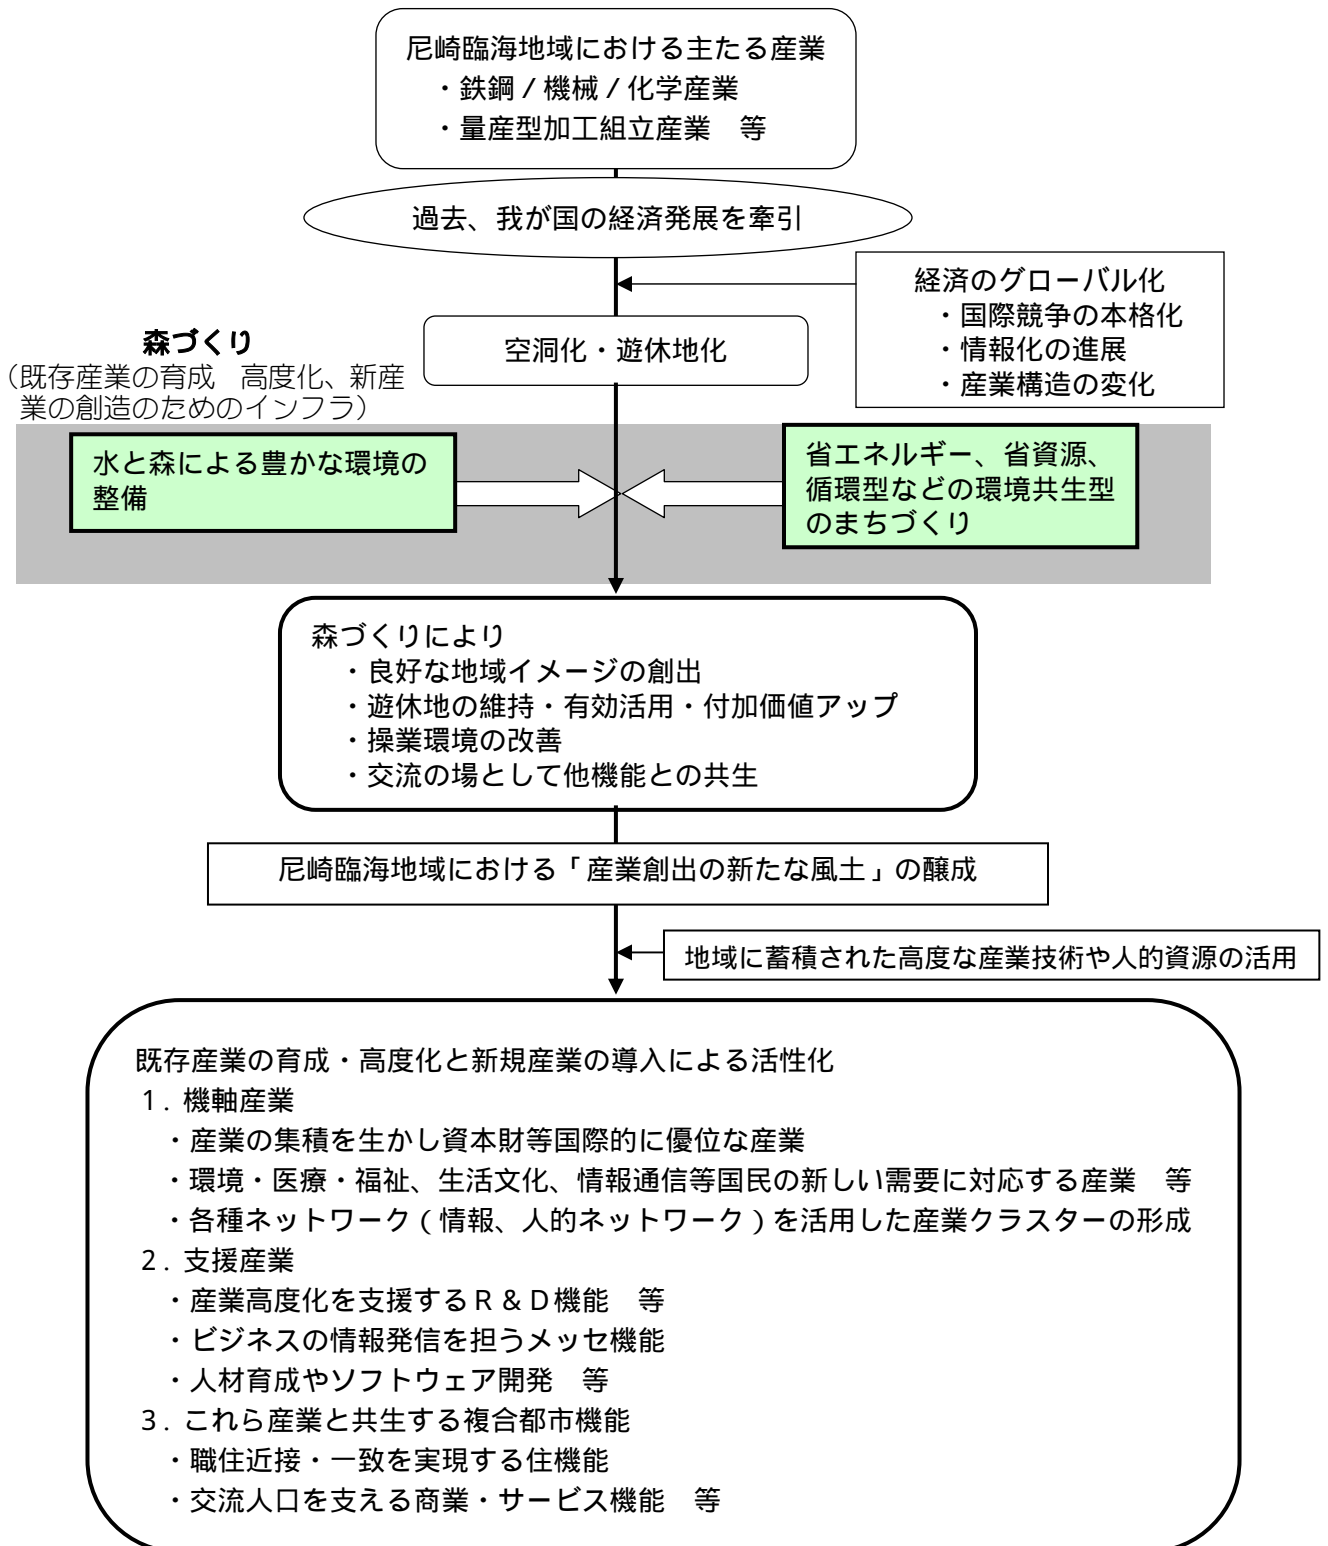 尼崎臨海地域における主たる産業
・鉄鋼/機械/化学産業
・量産型加工組立産業　等
過去、我が国の経済発展を牽引
経済のグローバル化
・国際競争の本格化
・情報化の進展
・産業構造の変化
空洞化・遊休地化
森づくり
（既存産業の育成　高度化、新産
業の創造のためのインフラ）
水と森による豊かな環境の
整備
省エネルギー、省資源、
循環型などの環境共生型
のまちづくり
森づくりにより
・良好な地域イメージの創出
・遊休地の維持・有効活用・付加価値アップ
・操業環境の改善
・交流の場として他機能との共生
尼崎臨海地域における「産業創出の新たな風土」の醸成
地域に蓄積された高度な産業技術や人的資源の活用
既存産業の育成・高度化と新規産業の導入による活性化
1．機軸産業
・産業の集積を生かし資本財等国際的に優位な産業
・環境・医療・福祉、生活文化、情報通信等国民の新しい需要に対応する産業　等
・各種ネットワーク（情報、人的ネットワーク）を活用した産業クラスターの形成
2．支援産業
・産業高度化を支援するR＆D機能　等
・ビジネスの情報発信を担うメッセ機能
・人材育成やソフトウェア開発　等
3．これら産業と共生する複合都市機能
・職住近接・一致を実現する住機能
・交流人口を支える商業・サービス機能　等